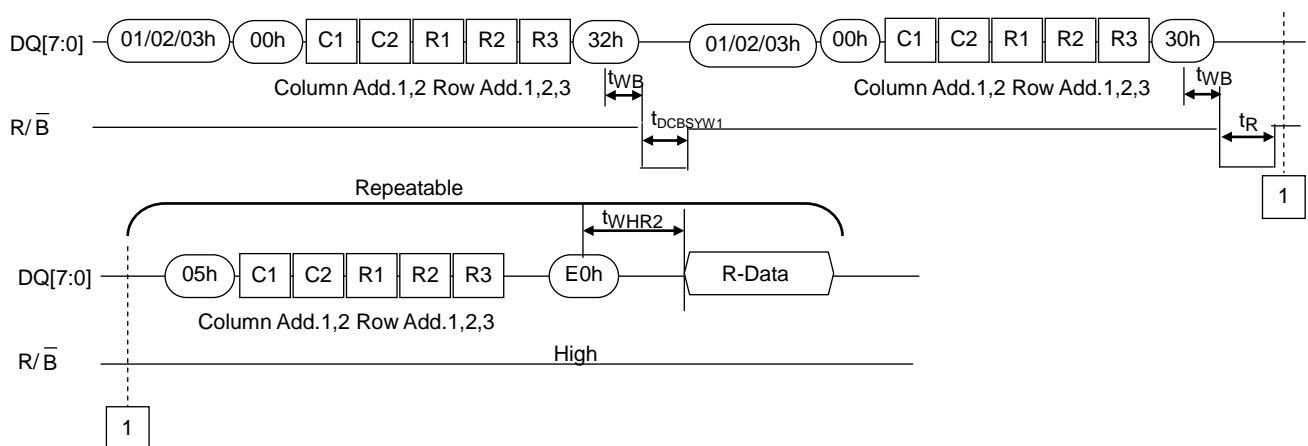 DQ[7:0] 01/02/03h 00h C1 C2 R1 R2 R3 32h 01/02/03h 00h C1 C2 R1 R2 R3 30h
Column Add.1,2 Row Add.1,2,3 tWB Column Add.1,2 Row Add.1,2,3 tWB
R/B̅ tDCBSYW1 tR
1
Repeatable
tWHR2
DQ[7:0] 05h C1 C2 R1 R2 R3 E0h R-Data
Column Add.1,2 Row Add.1,2,3
R/B̅ High
1